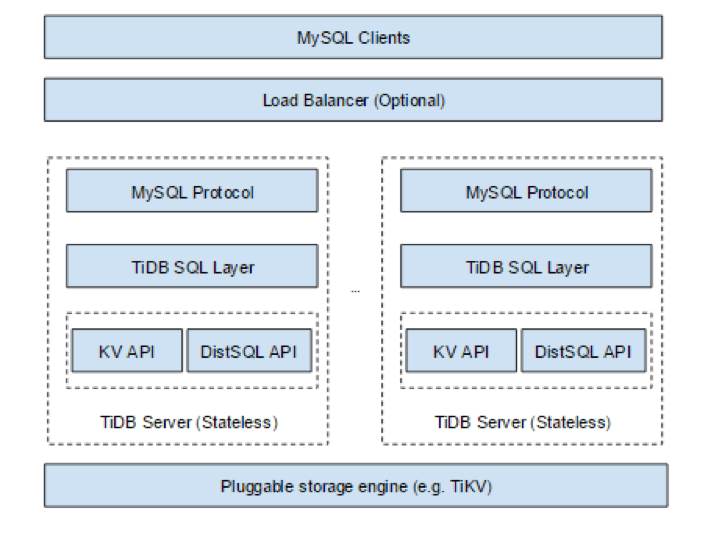 MySQL Clients
Load Balancer (Optional)
MySQL Protocol
TiDB SQL Layer
KV API
DistSQL API
TiDB Server (Stateless)
...
MySQL Protocol
TiDB SQL Layer
KV API
DistSQL API
TiDB Server (Stateless)
Pluggable storage engine (e.g. TiKV)